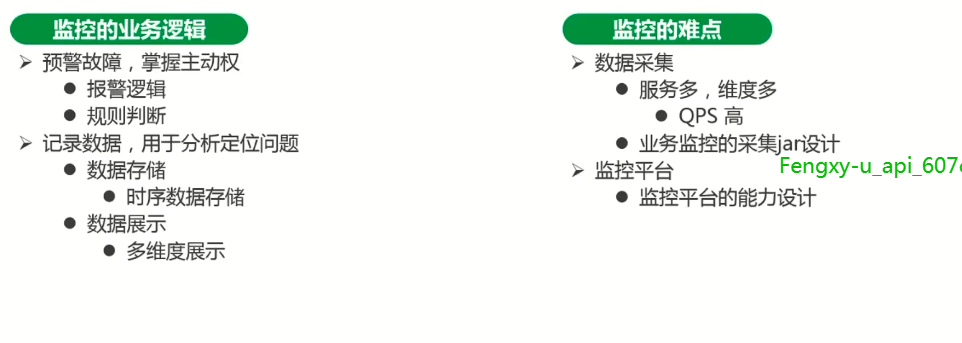 监控的业务逻辑
预警故障，掌握主动权
报警逻辑
规则判断
记录数据，用于分析定位问题
数据存储
时序数据存储
数据展示
多维度展示
监控的难点
数据采集
服务多，维度多
QPS 高
业务监控的采集jar设计
监控平台
监控平台的能力设计